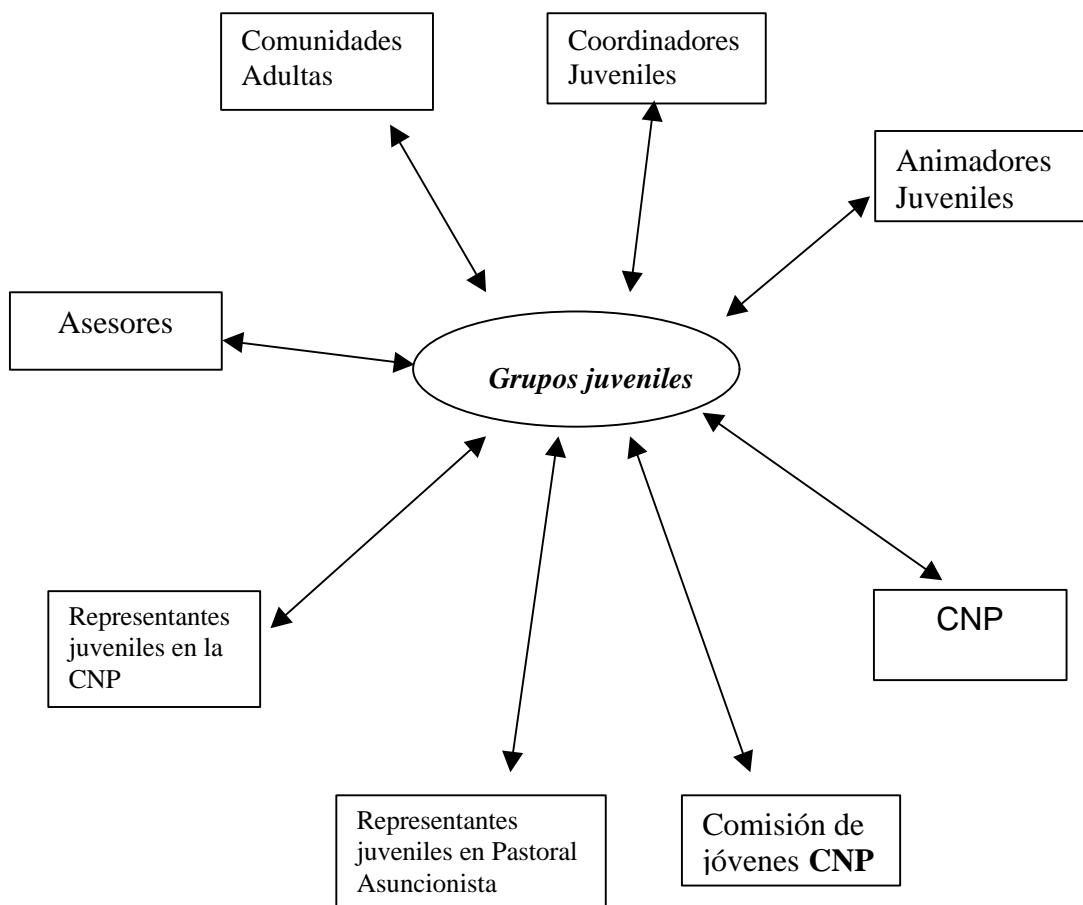 Comunidades
Adultas
Coordinadores
Juveniles
Animadores
Juveniles
Asesores
Grupos juveniles
Representantes
juveniles en la
CNP
CNP
Representantes
juveniles en Pastoral
Asuncionista
Comisión de
jóvenes CNP